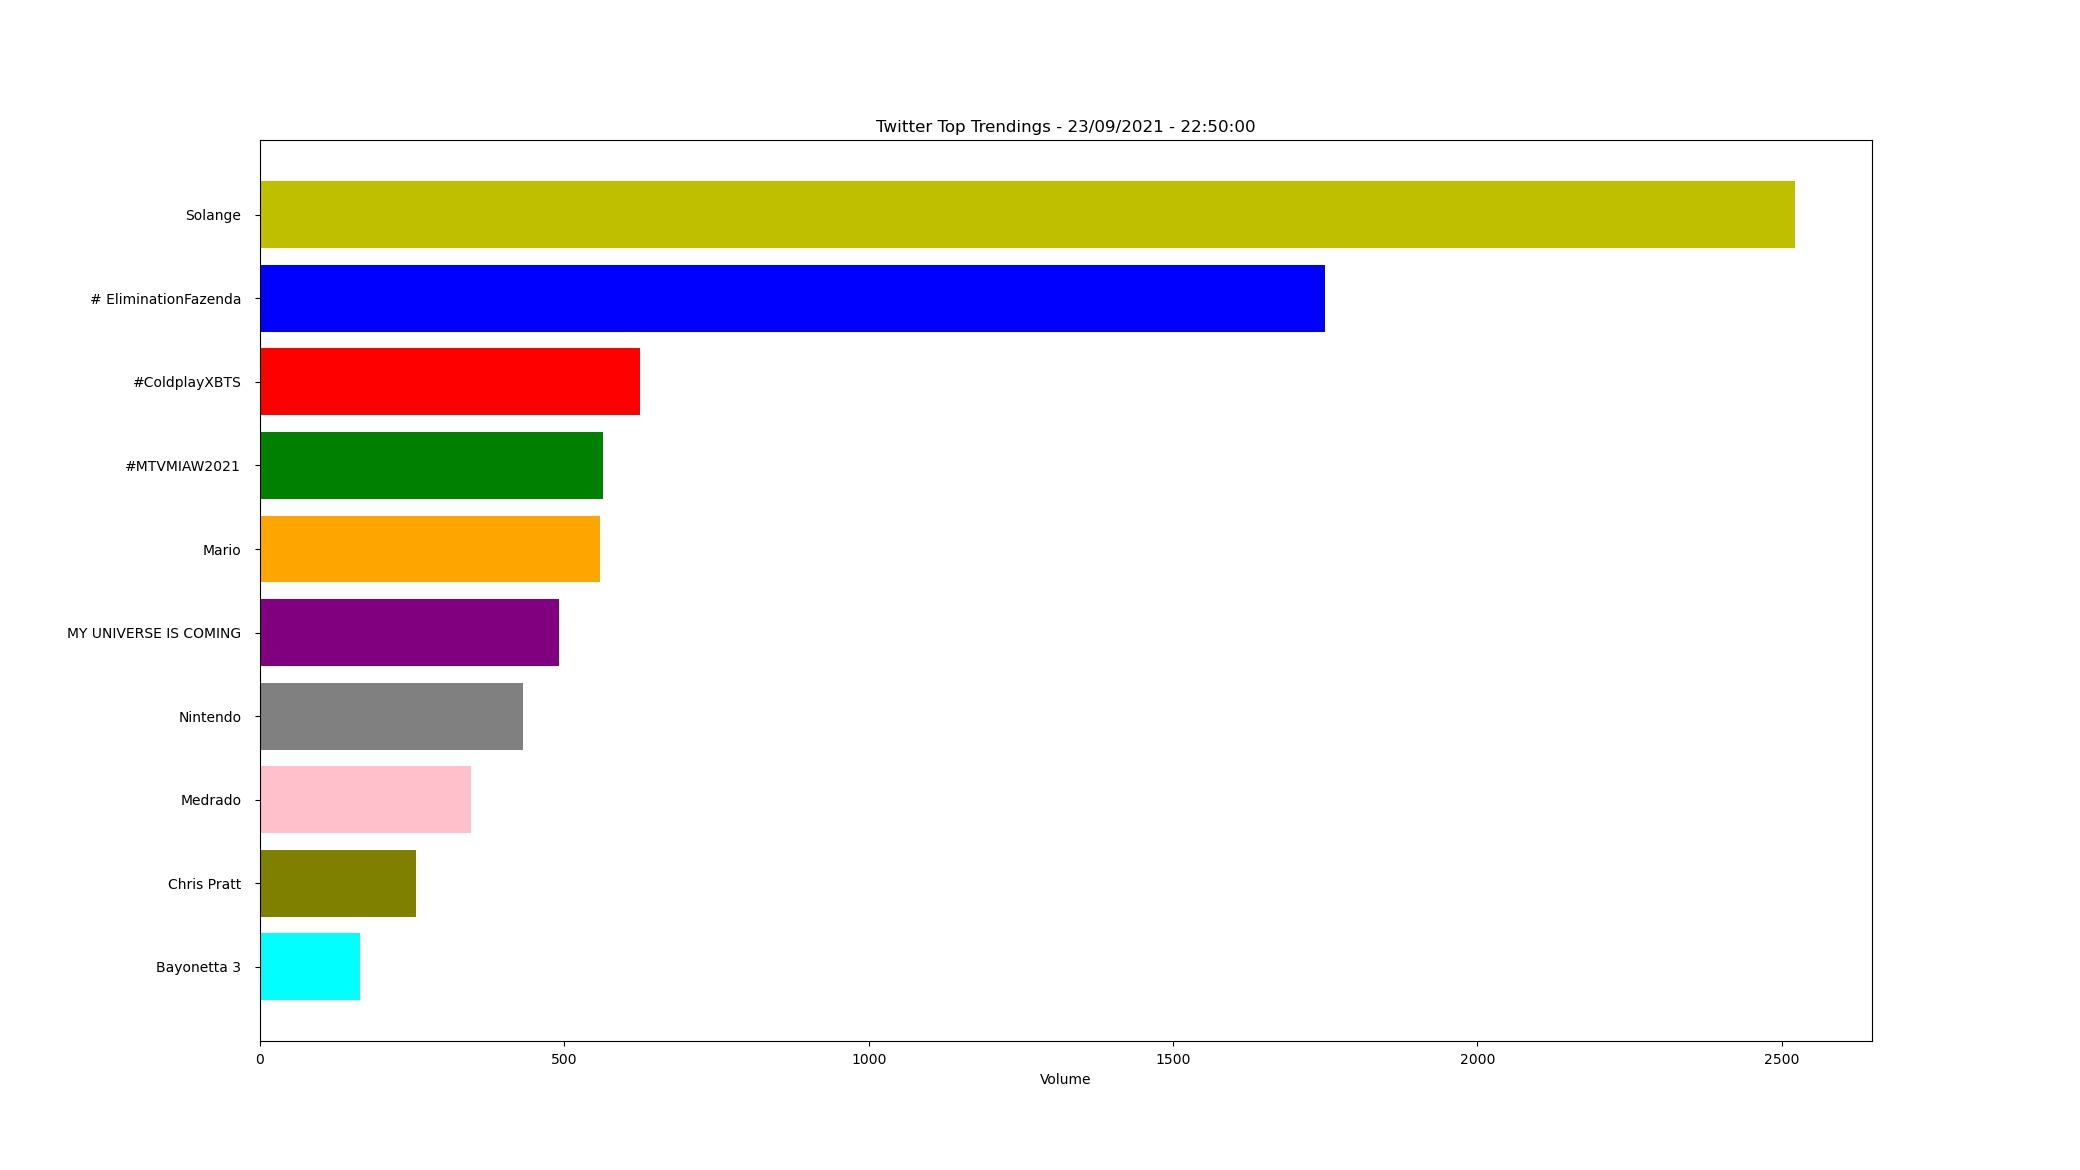 Twitter Top Trendings - 23/09/2021 - 22:50:00
Solange
# EliminationFazenda
#ColdplayXBTS
#MTVMIAW2021
Mario
MY UNIVERSE IS COMING
Nintendo
Medrado
Chris Pratt
Bayonetta 3
0 500 1000 1500 2000 2500
Volume